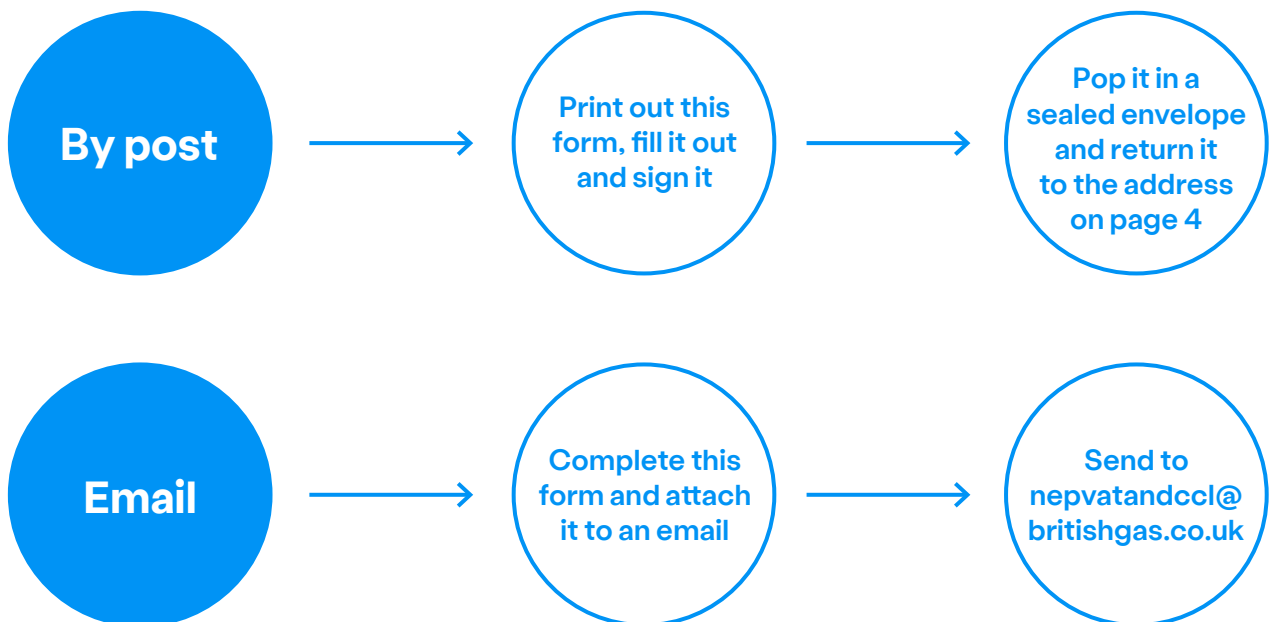 By post
Print out this
form, fill it out
and sign it
Pop it in a
sealed envelope
and return it
to the address
on page 4
Email
Complete this
form and attach
it to an email
Send to
nepvatandccl@
britishgas.co.uk